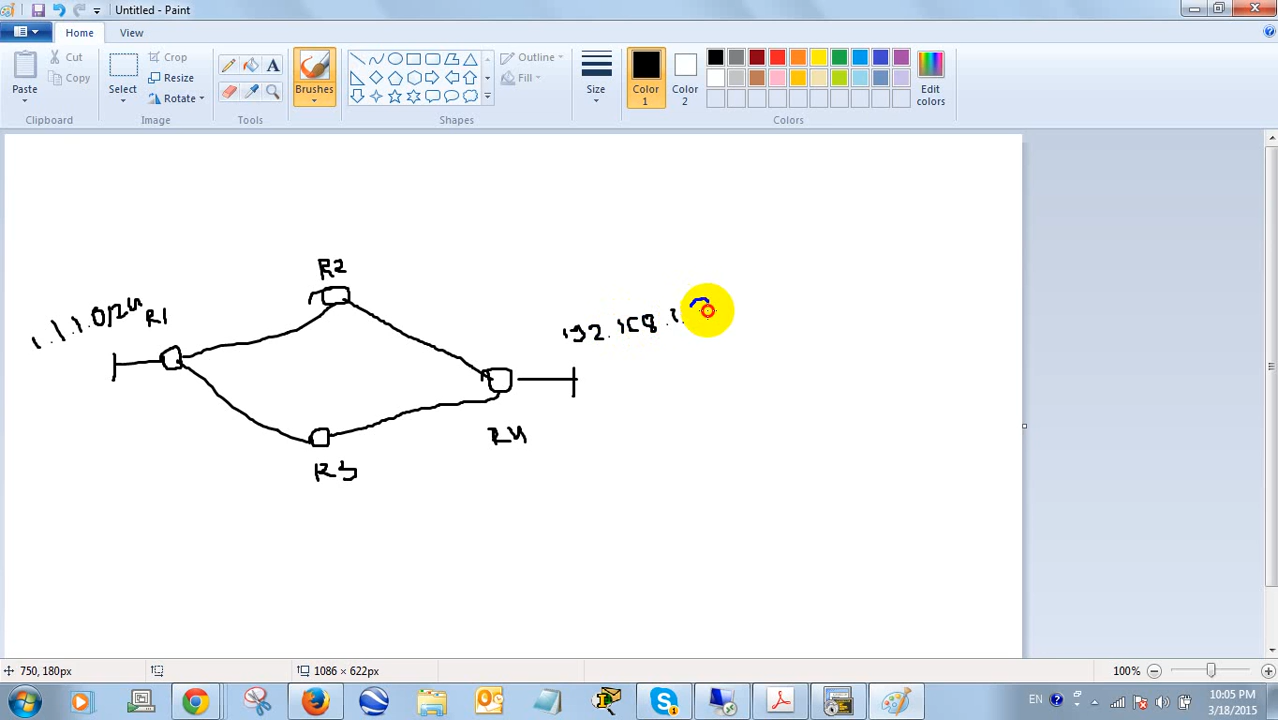 Untitled - Paint
Home
View
Paste
Cut
Copy
Clipboard
Select
Crop
Resize
Rotate
Image
Tools
Brushes
Shapes
Outline
Fill
Size
Color 1
Color 2
Edit colors
Colors
R2
1.1.1.0/24
R1
192.168.1.
R4
R3
750, 180px
1086 × 622px
100%
EN
10:05 PM
3/18/2015